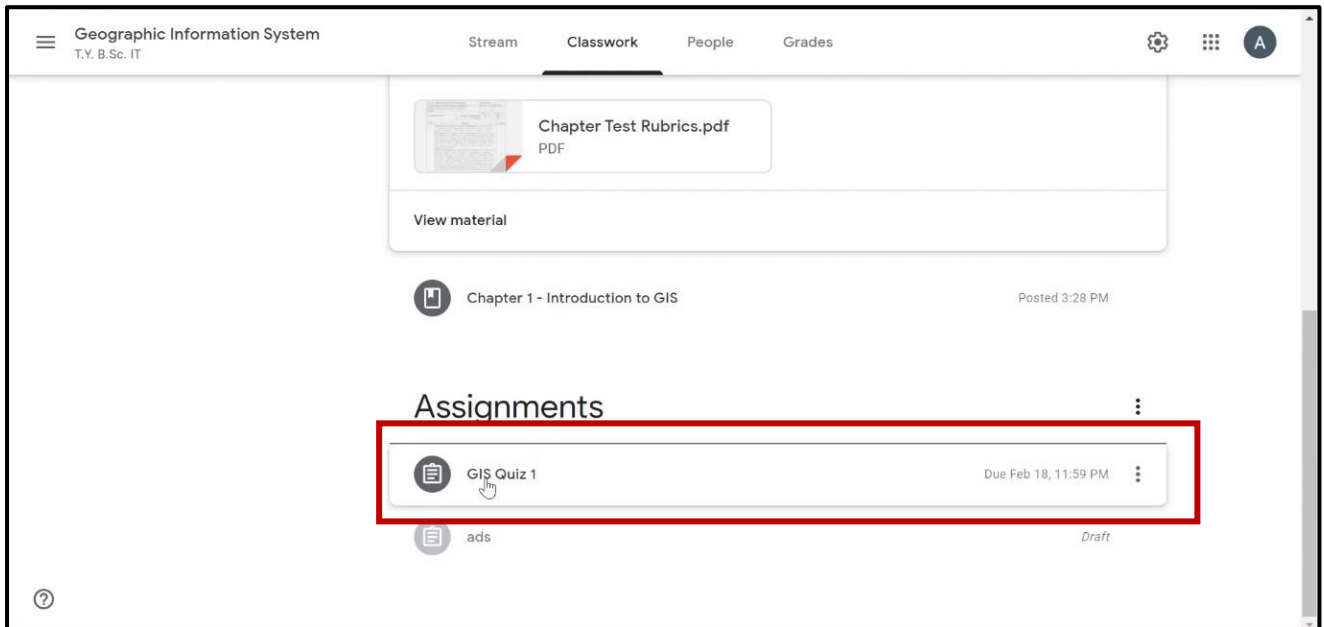 Geographic Information System
T.Y. B.Sc. IT
Stream
Classwork
People
Grades
A
Chapter Test Rubrics.pdf
PDF
View material
Chapter 1 - Introduction to GIS
Posted 3:28 PM
Assignments
GIS Quiz 1
Due Feb 18, 11:59 PM
ads
Draft